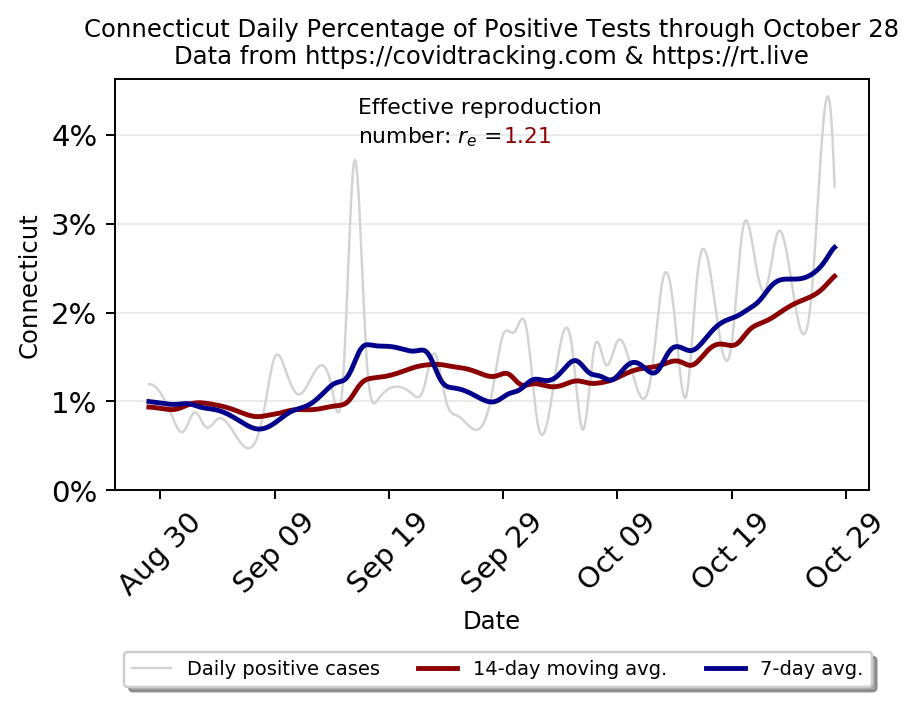 Connecticut Daily Percentage of Positive Tests through October 28
Data from https://covidtracking.com & https://rt.live
Effective reproduction
number: rₑ =1.21
4%
3%
2%
1%
0%
Connecticut
Aug 30
Sep 09
Sep 19
Sep 29
Oct 09
Oct 19
Oct 29
Date
Daily positive cases
14-day moving avg.
7-day avg.